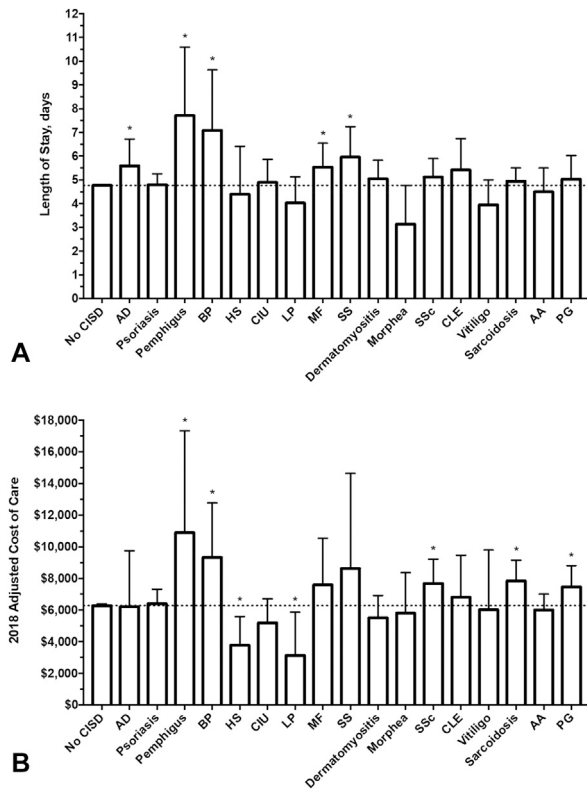 12
11
10
9
8
7
6
5
4
3
2
1
0
Length of Stay, days
* * * * *
No CISD AD Psoriasis Pemphigus BP HS CIU LP MF SS Dermatomyositis Morphea SSc CLE Vitiligo Sarcoidosis AA PG
A
$18,000
$16,000
$14,000
$12,000
$10,000
$8,000
$6,000
$4,000
$2,000
$0
2018 Adjusted Cost of Care
* * * * * * *
No CISD AD Psoriasis Pemphigus BP HS CIU LP MF SS Dermatomyositis Morphea SSc CLE Vitiligo Sarcoidosis AA PG
B